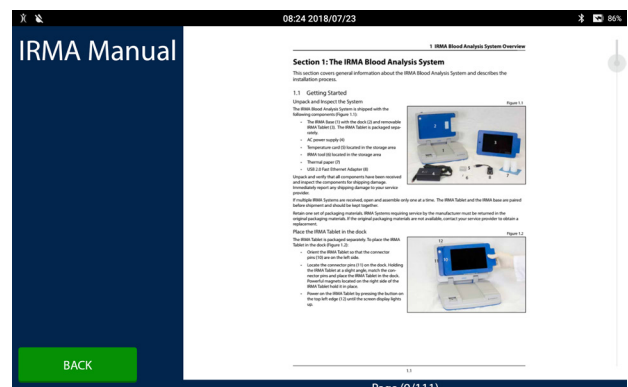 08:24 2018/07/23
86%
IRMA Manual
1 IRMA Blood Analysis System Overview
Section 1: The IRMA Blood Analysis System
This section covers general information about the IRMA Blood Analysis System and describes the
installation process.
1.1 Getting Started
Unpack and Inspect the System
Figure 1.1
The IRMA Blood Analysis System is shipped with the
following components (Figure 1.1):
- The IRMA Base (1) with the dock (2) and removable
IRMA Tablet (3). The IRMA Tablet is packaged sepa-
rately.
- AC power supply (4)
- Temperature card (5) located in the storage area
- IRMA tool (6) located in the storage area
- Thermal paper (7)
- USB 2.0 Fast Ethernet Adapter (8)
Unpack and verify that all components have been received
and inspect the components for shipping damage.
Immediately report any shipping damage to your service
provider.
If multiple IRMA Systems are received, open and assemble only one at a time. The IRMA Tablet and the IRMA base are paired
before shipment and should be kept together.
Retain one set of packaging materials. IRMA Systems requiring service by the manufacturer must be returned in the
original packaging materials. If the original packaging materials are not available, contact your service provider to obtain a
replacement.
Place the IRMA Tablet in the dock
Figure 1.2
The IRMA Tablet is packaged separately. To place the IRMA
Tablet in the dock (Figure 1.2):
- Orient the IRMA Tablet so that the connector
pins (10) are on the left side.
- Locate the connector pins (11) on the dock. Holding
the IRMA Tablet at a slight angle, match the con-
nector pins and place the IRMA Tablet in the dock.
Powerful magnets located on the right side of the
IRMA Tablet hold it in place.
- Power on the IRMA Tablet by pressing the button on
the top left edge (12) until the screen display lights
up.
12
11 10
BACK
1.1
Page (9/111)